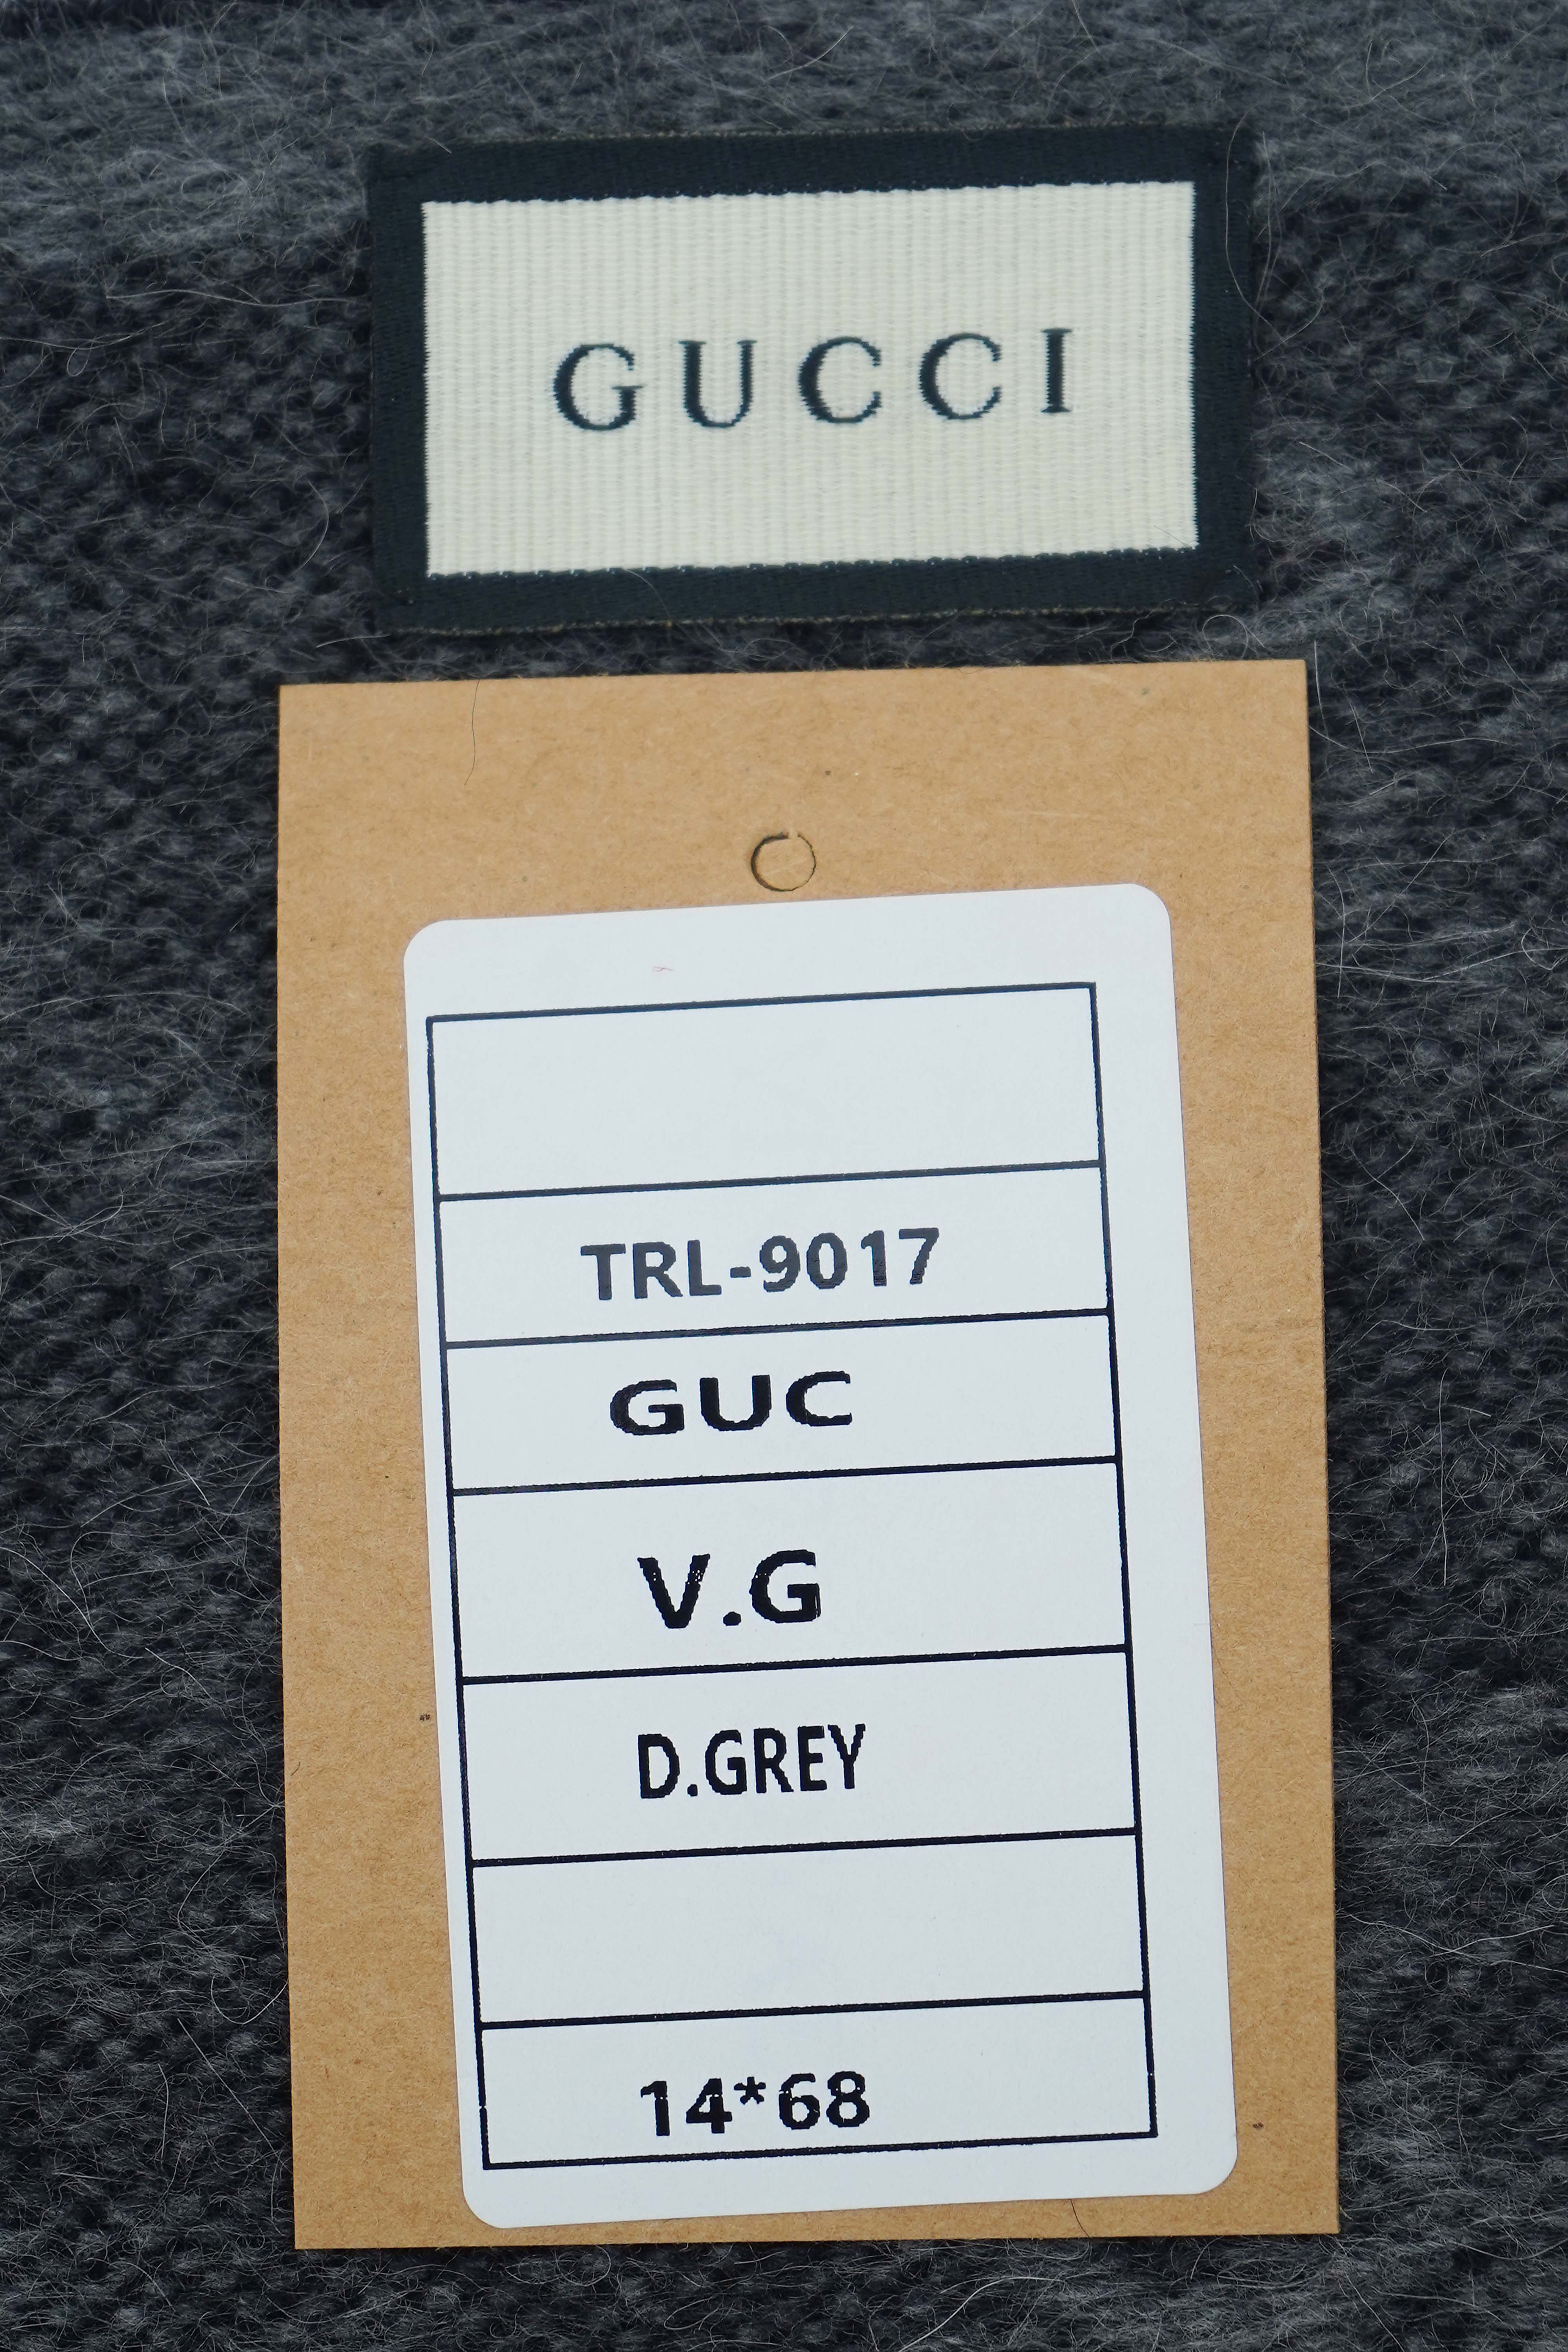 GUCCI
TRL-9017
GUC
V.G
D.GREY
14*68